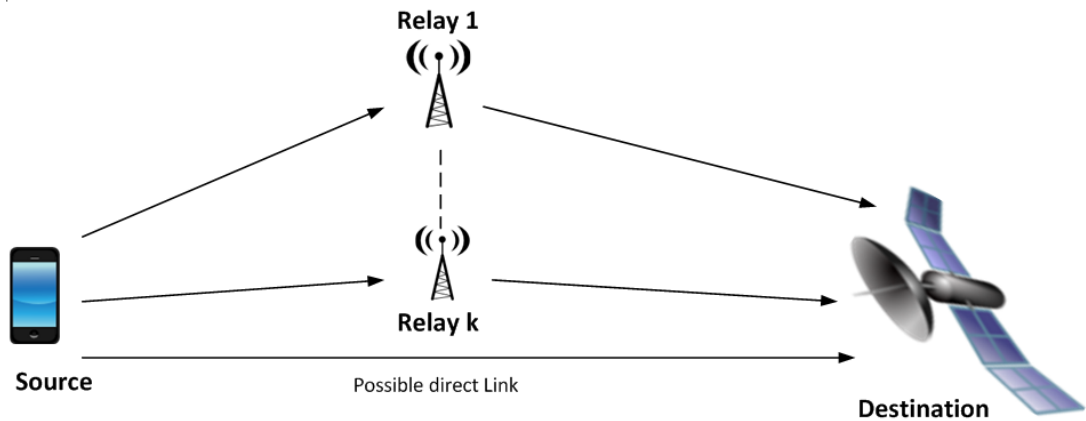 Relay 1
Relay k
Source
Possible direct Link
Destination